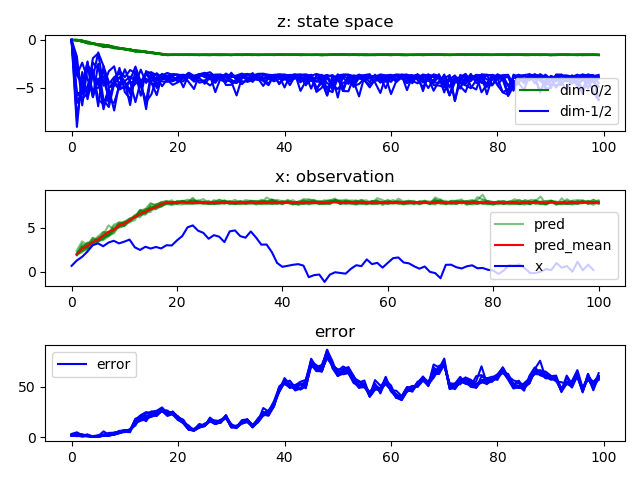 z: state space
0
−5
dim-0/2
dim-1/2
0 20 40 60 80 100
x: observation
5
0
pred
pred_mean
x
0 20 40 60 80 100
error
error
50
0
0 20 40 60 80 100